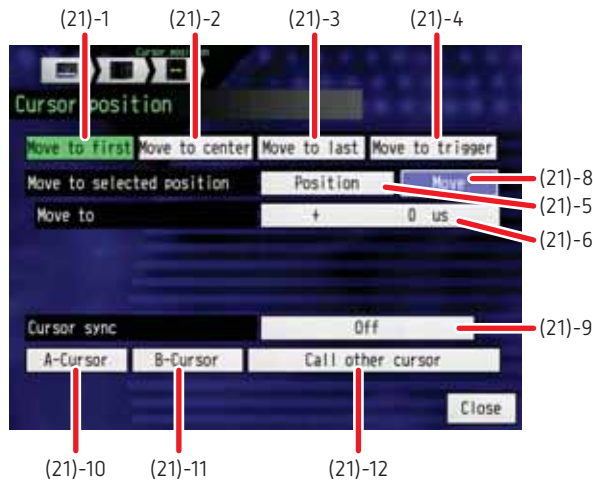 (21)-1 (21)-2 (21)-3 (21)-4
Cursor position
Cursor position
Move to first Move to center Move to last Move to trigger
Move to selected position Position Move (21)-8
(21)-5
Move to + 0 us
(21)-6
Cursor sync Off (21)-9
A-Cursor B-Cursor Call other cursor
Close
(21)-10 (21)-11 (21)-12